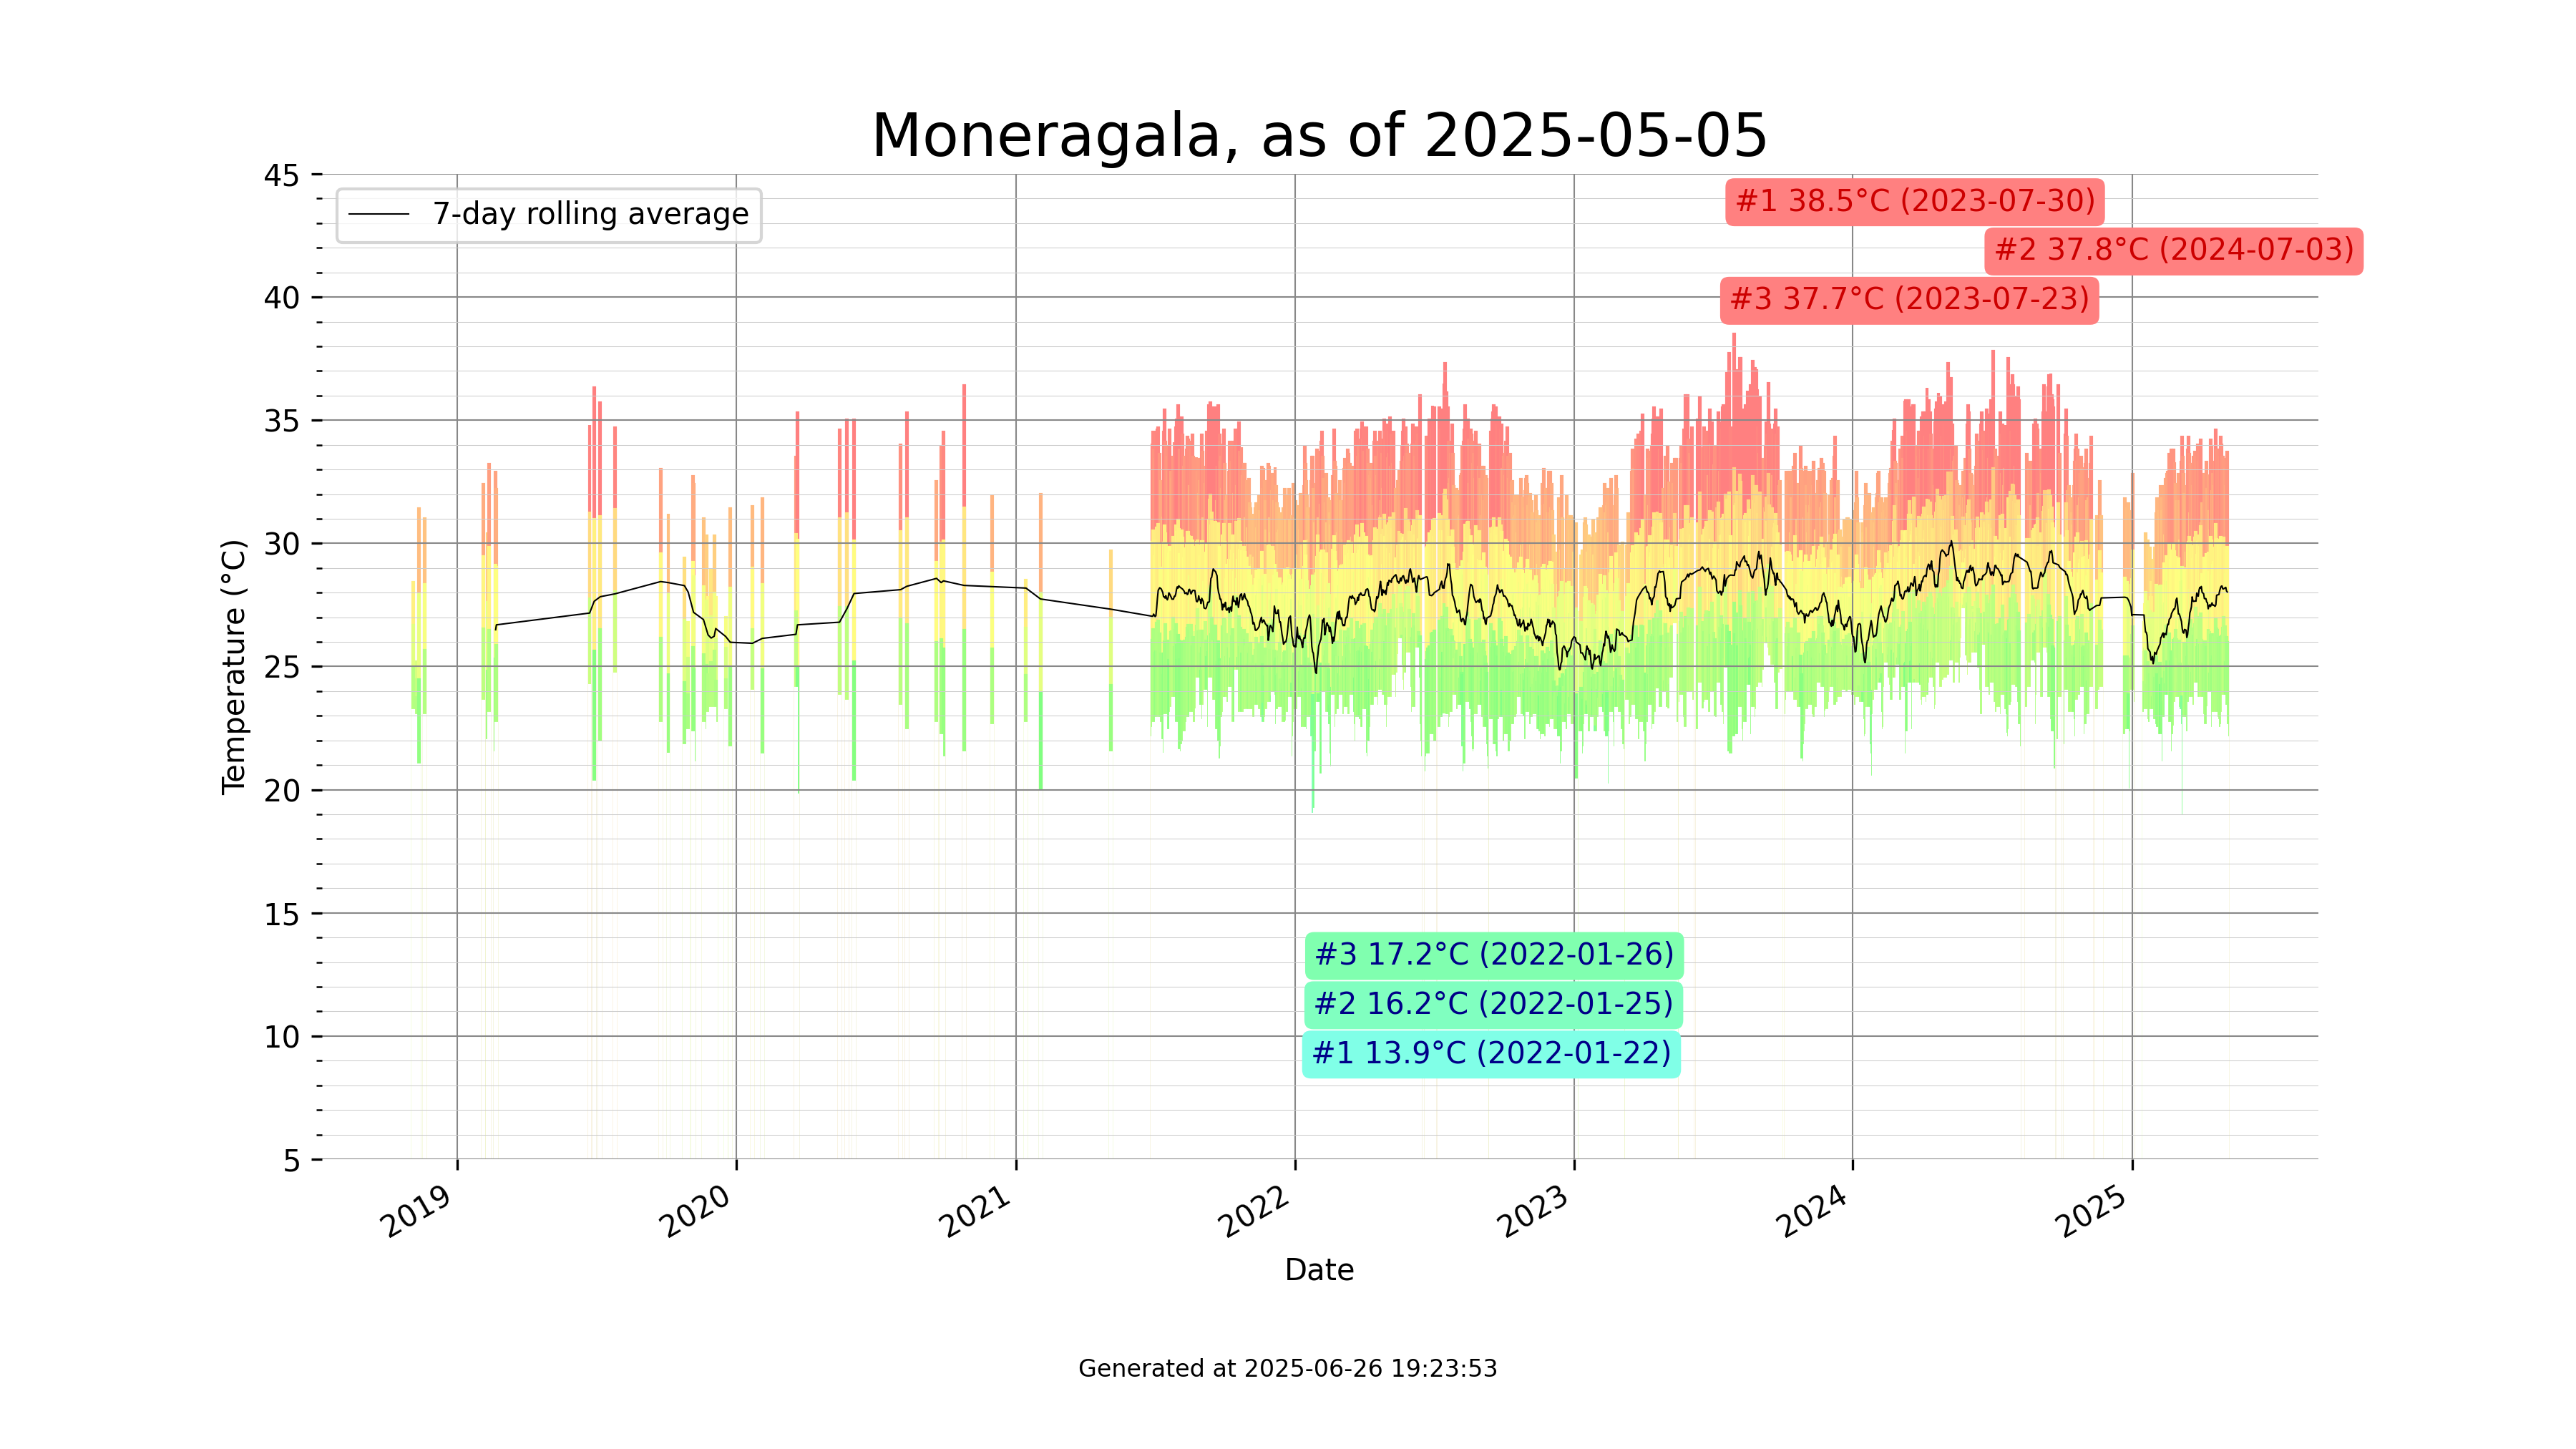 Moneragala, as of 2025-05-05
45
40
35
30
25
20
15
10
5
Temperature (°C)
7-day rolling average
#1 38.5°C (2023-07-30)
#2 37.8°C (2024-07-03)
#3 37.7°C (2023-07-23)
#3 17.2°C (2022-01-26)
#2 16.2°C (2022-01-25)
#1 13.9°C (2022-01-22)
2019
2020
2021
2022
2023
2024
2025
Date
Generated at 2025-06-26 19:23:53